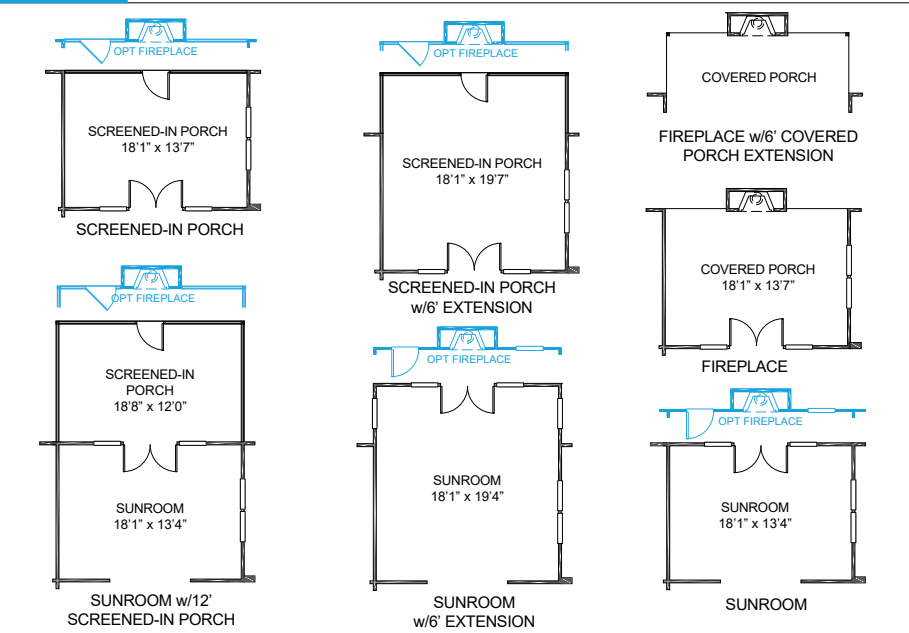 OPT FIREPLACE
SCREENED-IN PORCH
18'1" x 13'7"
SCREENED-IN PORCH
OPT FIREPLACE
SCREENED-IN PORCH
18'1" x 19'7"
SCREENED-IN PORCH
w/6' EXTENSION
COVERED PORCH
FIREPLACE w/6' COVERED
PORCH EXTENSION
COVERED PORCH
18'1" x 13'7"
FIREPLACE
OPT FIREPLACE
SCREENED-IN
PORCH
18'8" x 12'0"
SUNROOM
18'1" x 13'4"
SUNROOM w/12'
SCREENED-IN PORCH
OPT FIREPLACE
SUNROOM
18'1" x 19'4"
SUNROOM
w/6' EXTENSION
OPT FIREPLACE
SUNROOM
18'1" x 13'4"
SUNROOM